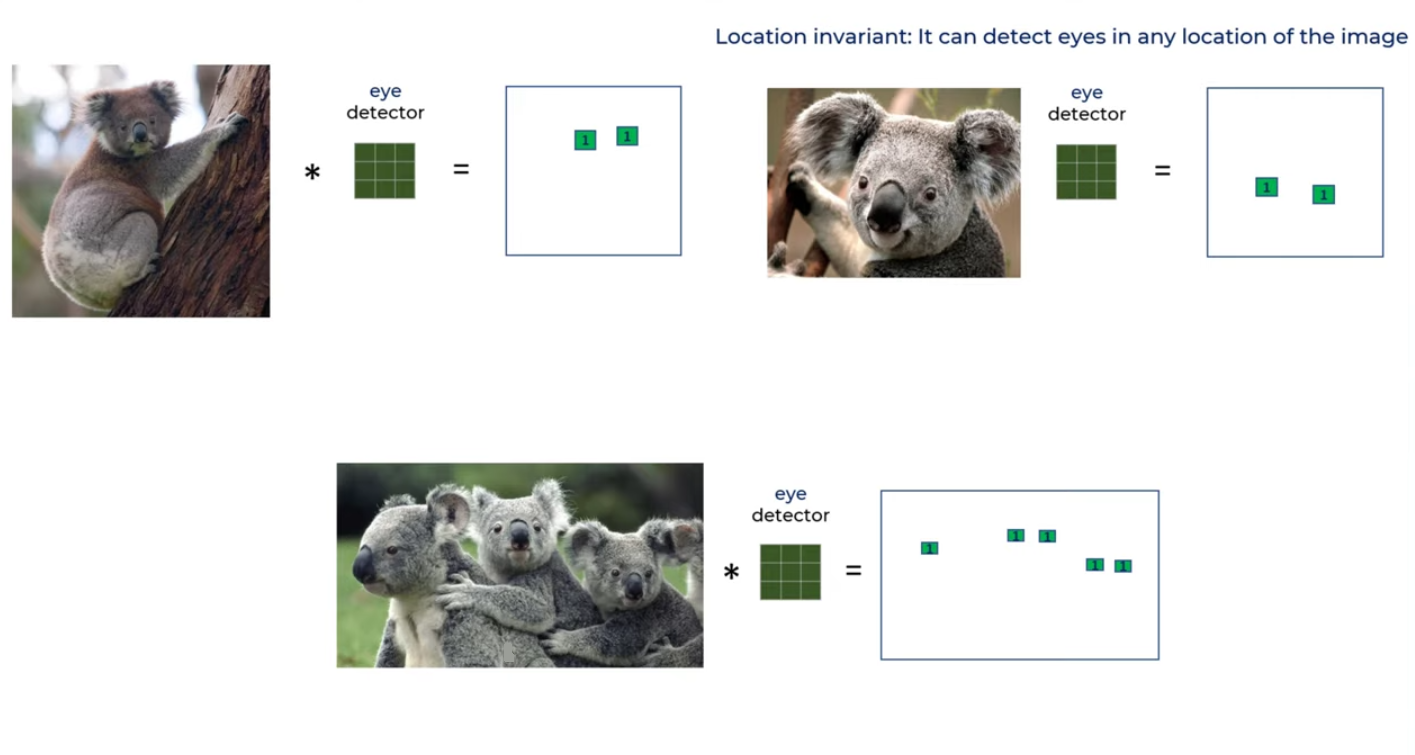 Location invariant: It can detect eyes in any location of the image
eye
detector
*
=
1 1
eye
detector
=
1
1
eye
detector
*
=
1
1 1
1 1